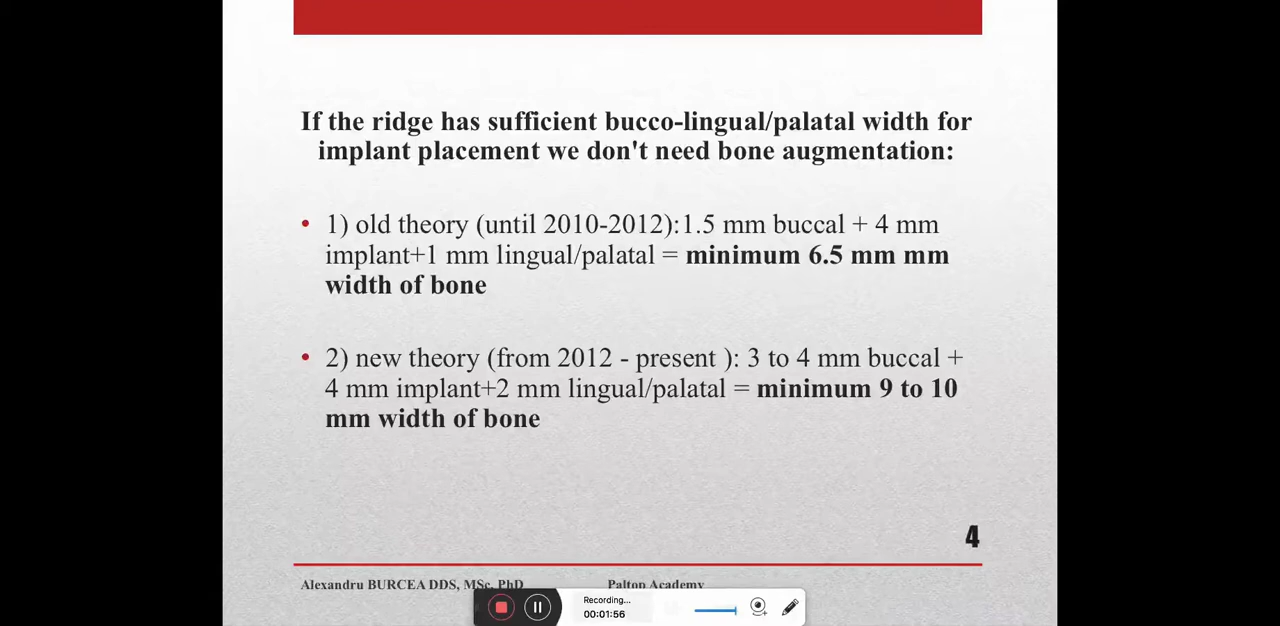 If the ridge has sufficient bucco-lingual/palatal width for
implant placement we don't need bone augmentation:
• 1) old theory (until 2010-2012):1.5 mm buccal + 4 mm
implant+1 mm lingual/palatal = minimum 6.5 mm mm
width of bone
• 2) new theory (from 2012 - present ): 3 to 4 mm buccal +
4 mm implant+2 mm lingual/palatal = minimum 9 to 10
mm width of bone
4
Alexandru BURCEA DDS, MSc, PhD Palton Academy
Recording...
00:01:56